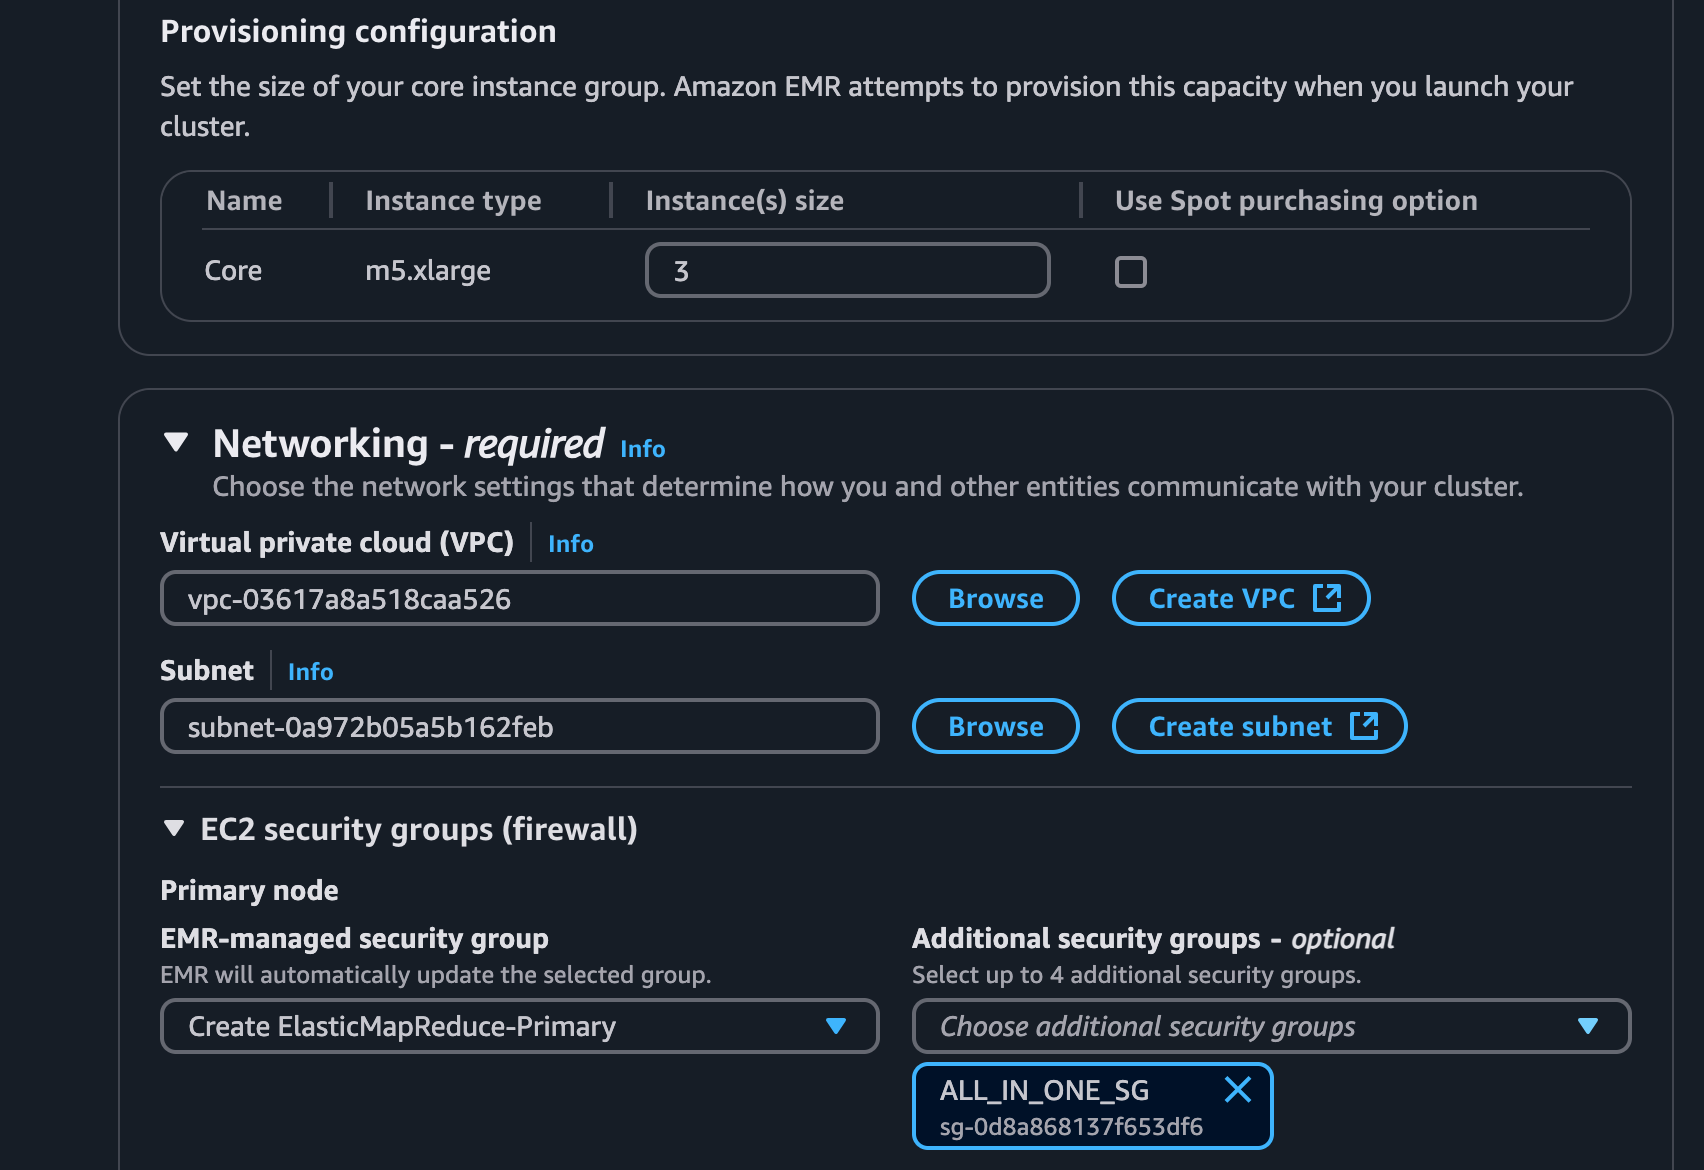 Provisioning configuration
Set the size of your core instance group. Amazon EMR attempts to provision this capacity when you launch your
cluster.
Name Instance type Instance(s) size Use Spot purchasing option
Core m5.xlarge 3
Networking - required Info
Choose the network settings that determine how you and other entities communicate with your cluster.
Virtual private cloud (VPC) Info
vpc-03617a8a518caa526 Browse Create VPC
Subnet Info
subnet-0a972b05a5b162feb Browse Create subnet
EC2 security groups (firewall)
Primary node
EMR-managed security group
EMR will automatically update the selected group.
Create ElasticMapReduce-Primary
Additional security groups - optional
Select up to 4 additional security groups.
Choose additional security groups
ALL_IN_ONE_SG
sg-0d8a868137f653df6